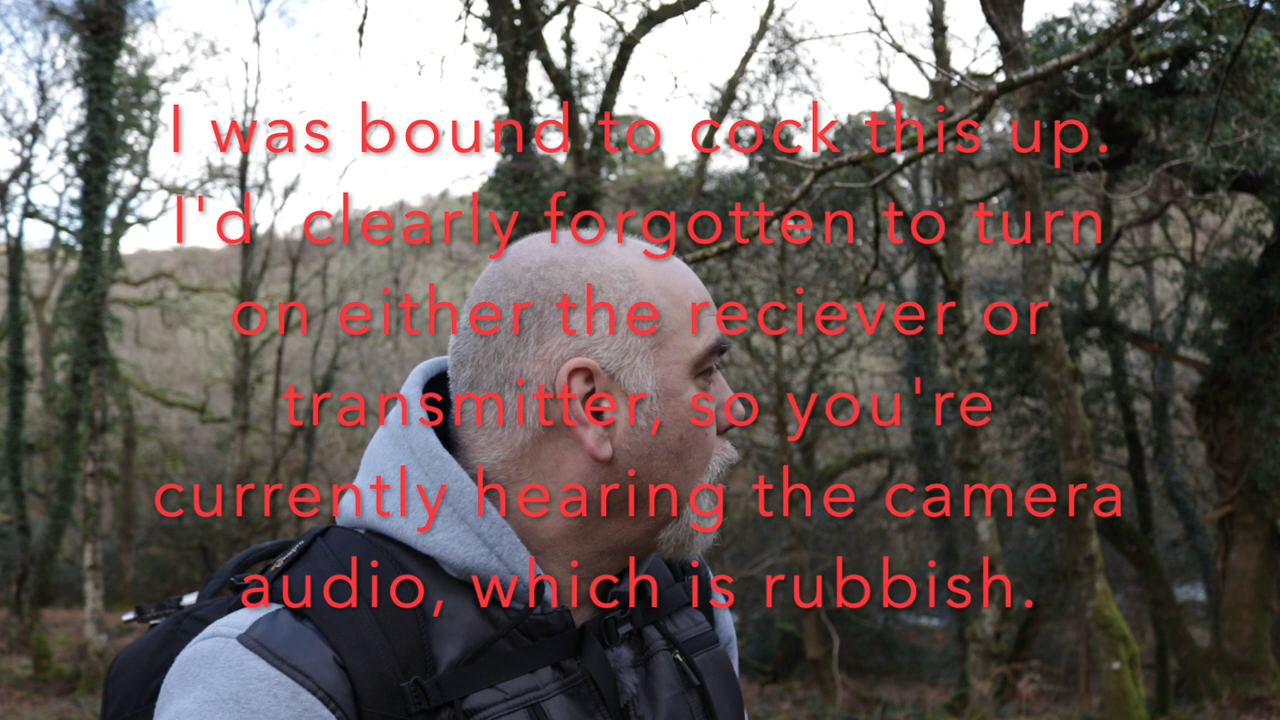 I was bound to cock this up.
I'd clearly forgotten to turn
on either the reciever or
transmitter, so you're
currently hearing the camera
audio, which is rubbish.